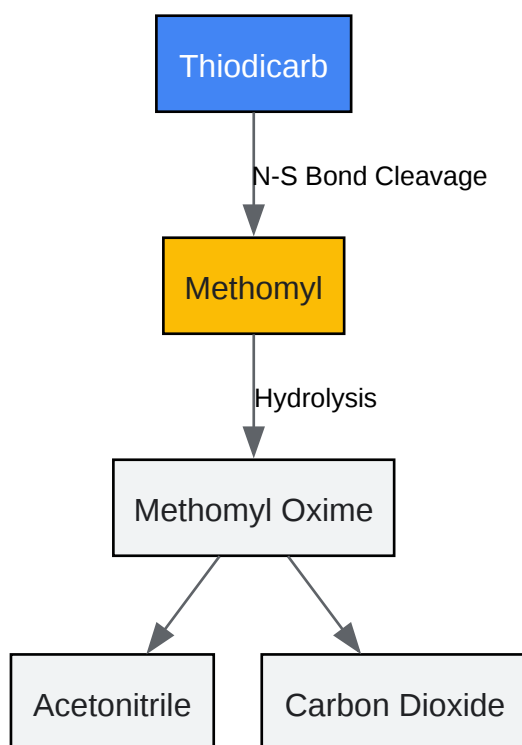 Thiodicarb
N-S Bond Cleavage
Methomyl
Hydrolysis
Methomyl Oxime
Acetonitrile
Carbon Dioxide